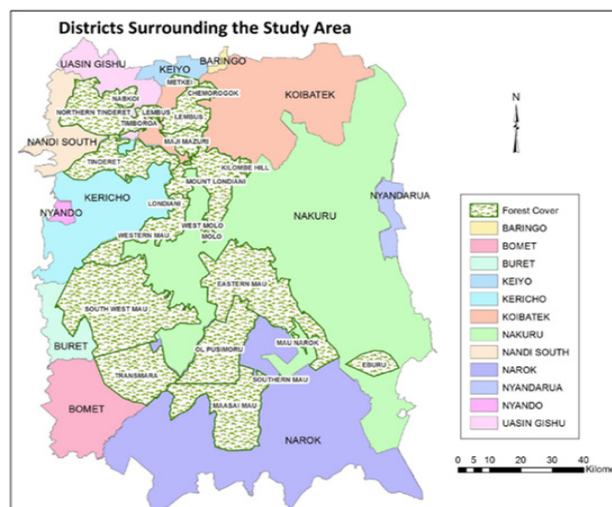 Districts Surrounding the Study Area
UASIN GISHU
KEIYO
BARINGO
METKEI
CHEMOROGOK
KOIBATEK
NABKOI
NORTHERN TINDERET
LEMBUS
LEMBUS
TIMBOROA
NANDI SOUTH
MAJI MAZURI
TINDERET
KILOMBE HILL
MOUNT LONDIANI
KERICHO
NYANDARUA
NYANDO
LONDIANI
NAKURU
WEST MOLO
MOLO
WESTERN MAU
EASTERN MAU
SOUTH WEST MAU
BURET
OL PUSIMORU
MAU NAROK
EBURU
TRANSMARA
SOUTHERN MAU
BOMET
MAASAI MAU
NAROK
N
Forest Cover
BARINGO
BOMET
BURET
KEIYO
KERICHO
KOIBATEK
NAKURU
NANDI SOUTH
NAROK
NYANDARUA
NYANDO
UASIN GISHU
0 5 10 20 30 40
Kilome